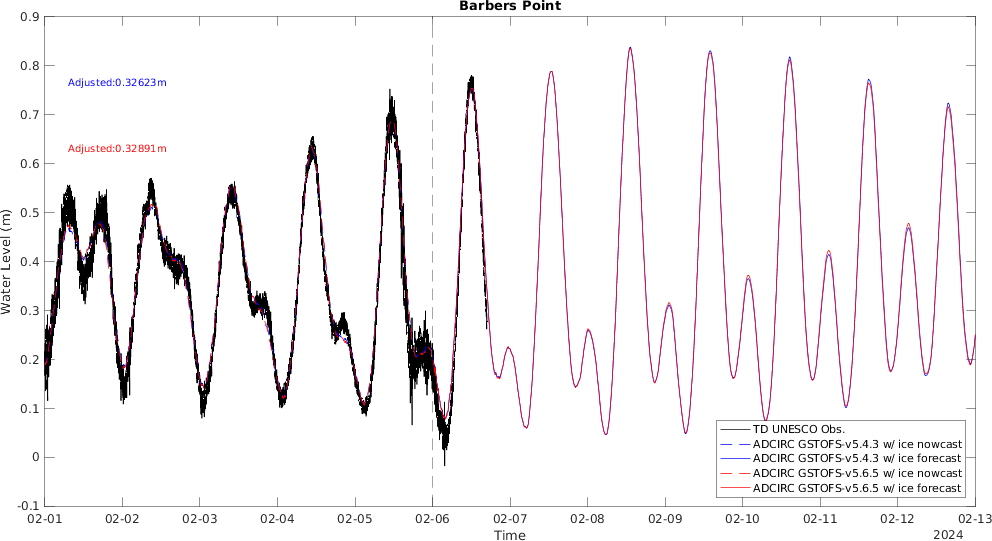 Barbers Point
0.9
0.8
0.7
0.6
0.5
0.4
0.3
0.2
0.1
0
-0.1
Water Level (m)
Adjusted:0.32623m
Adjusted:0.32891m
TD UNESCO Obs.
ADCIRC GSTOFS-v5.4.3 w/ ice nowcast
ADCIRC GSTOFS-v5.4.3 w/ ice forecast
ADCIRC GSTOFS-v5.6.5 w/ ice nowcast
ADCIRC GSTOFS-v5.6.5 w/ ice forecast
02-01 02-02 02-03 02-04 02-05 02-06 02-07 02-08 02-09 02-10 02-11 02-12 02-13
Time
2024